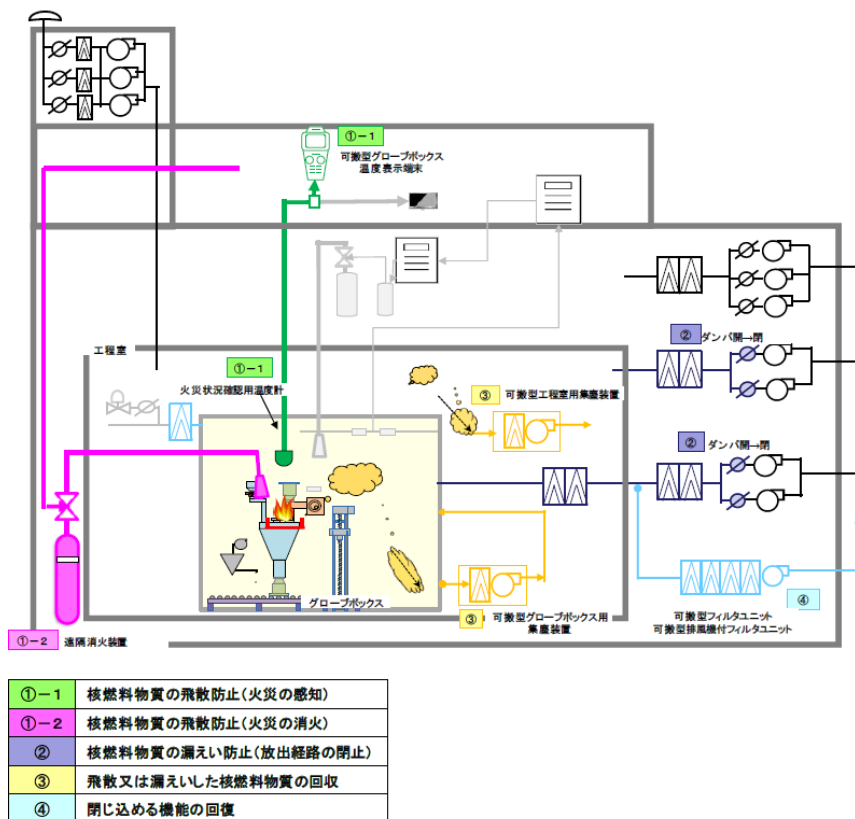 ①-1
可搬型グローブボックス
温度表示端末
工程室
①-1
火災状況確認用温度計
②
ダンパ開→閉
③
可搬型工程室用集塵装置
②
ダンパ開→閉
グローブボックス
③
可搬型グローブボックス用
集塵装置
④
可搬型フィルタユニット
可搬型排風機付フィルタユニット
①-2
遠隔消火装置
①-1 核燃料物質の飛散防止(火災の感知)
①-2 核燃料物質の飛散防止(火災の消火)
② 核燃料物質の漏えい防止(放出経路の閉止)
③ 飛散又は漏えいした核燃料物質の回収
④ 閉じ込める機能の回復